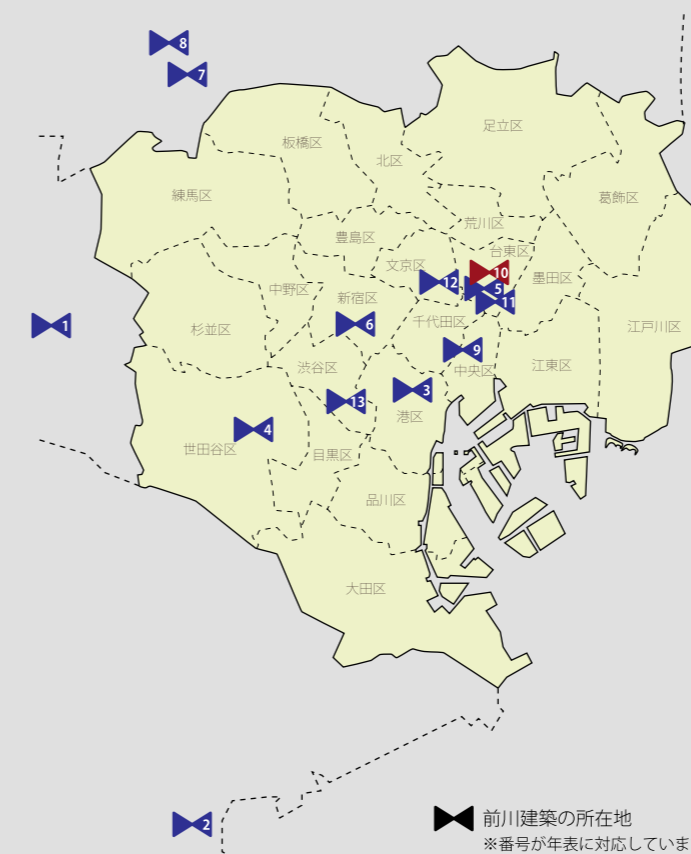 8
7
足立区
板橋区
北区
練馬区
葛飾区
荒川区
豊島区
台東区
文京区
10
墨田区
12
5
中野区
新宿区
11
1
杉並区
6
千代田区
江戸川区
9
渋谷区
中央区
江東区
3
13
港区
4
世田谷区
目黒区
品川区
大田区
2
前川建築の所在地
※番号が年表に対応していま